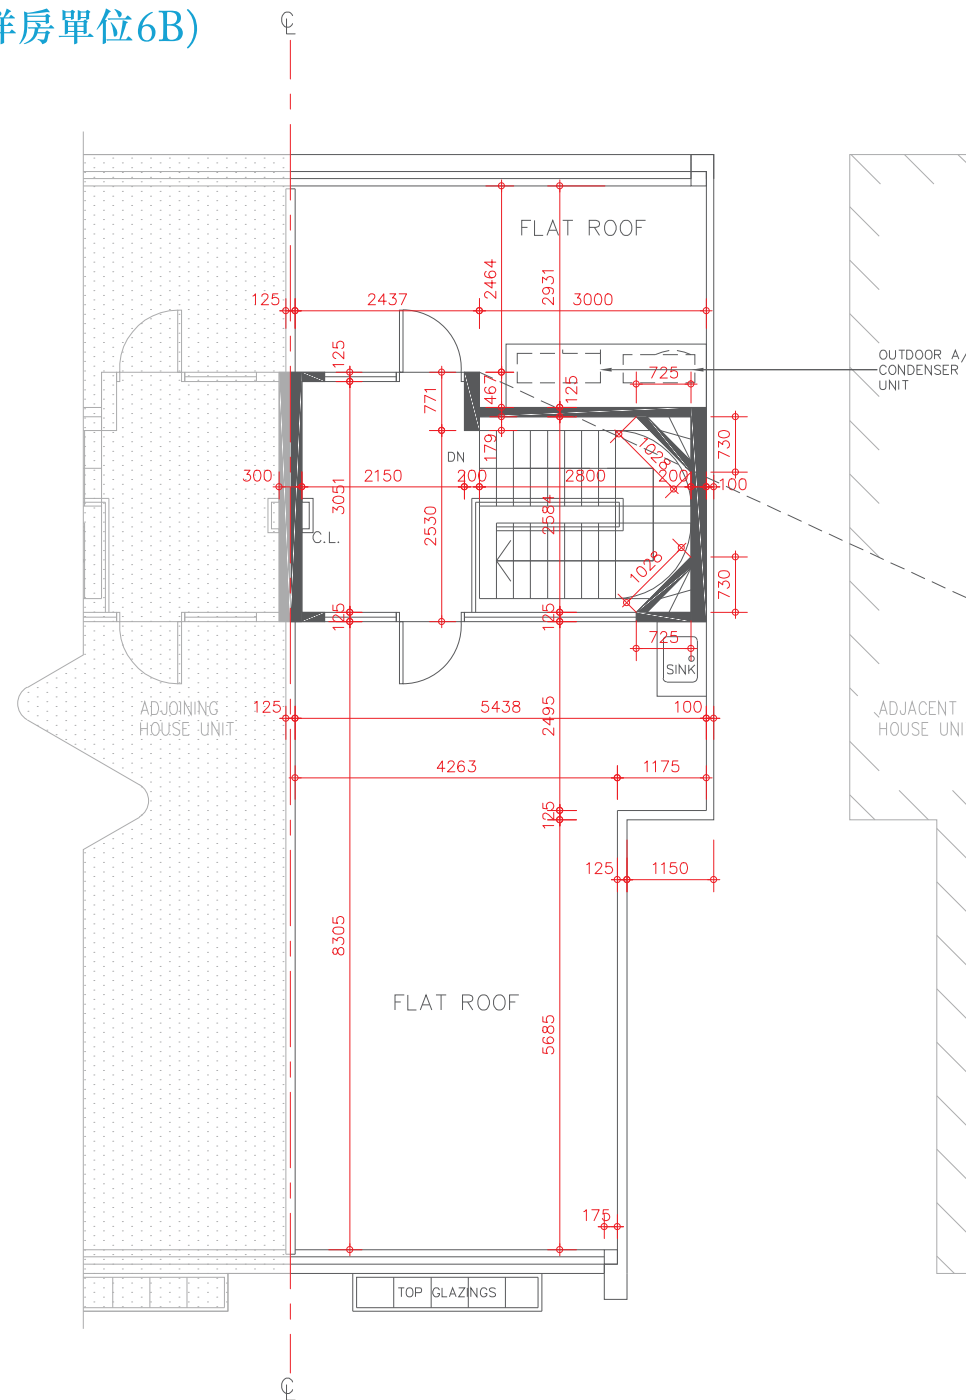 洋房單位6B)
℄
FLAT ROOF
2464
2931
125
2437
3000
OUTDOOR A/
CONDENSER
UNIT
125
771
467
125
725
179
DN
1028
730
300
2150
200
2800
200
100
3051
2530
2584
C.L.
1028
730
125
125
725
SINK
ADJOINING
HOUSE UNIT
125
5438
2495
100
ADJACENT
HOUSE UNI
4263
1175
125
125
1150
8305
FLAT ROOF
5685
175
TOP GLAZINGS
℄